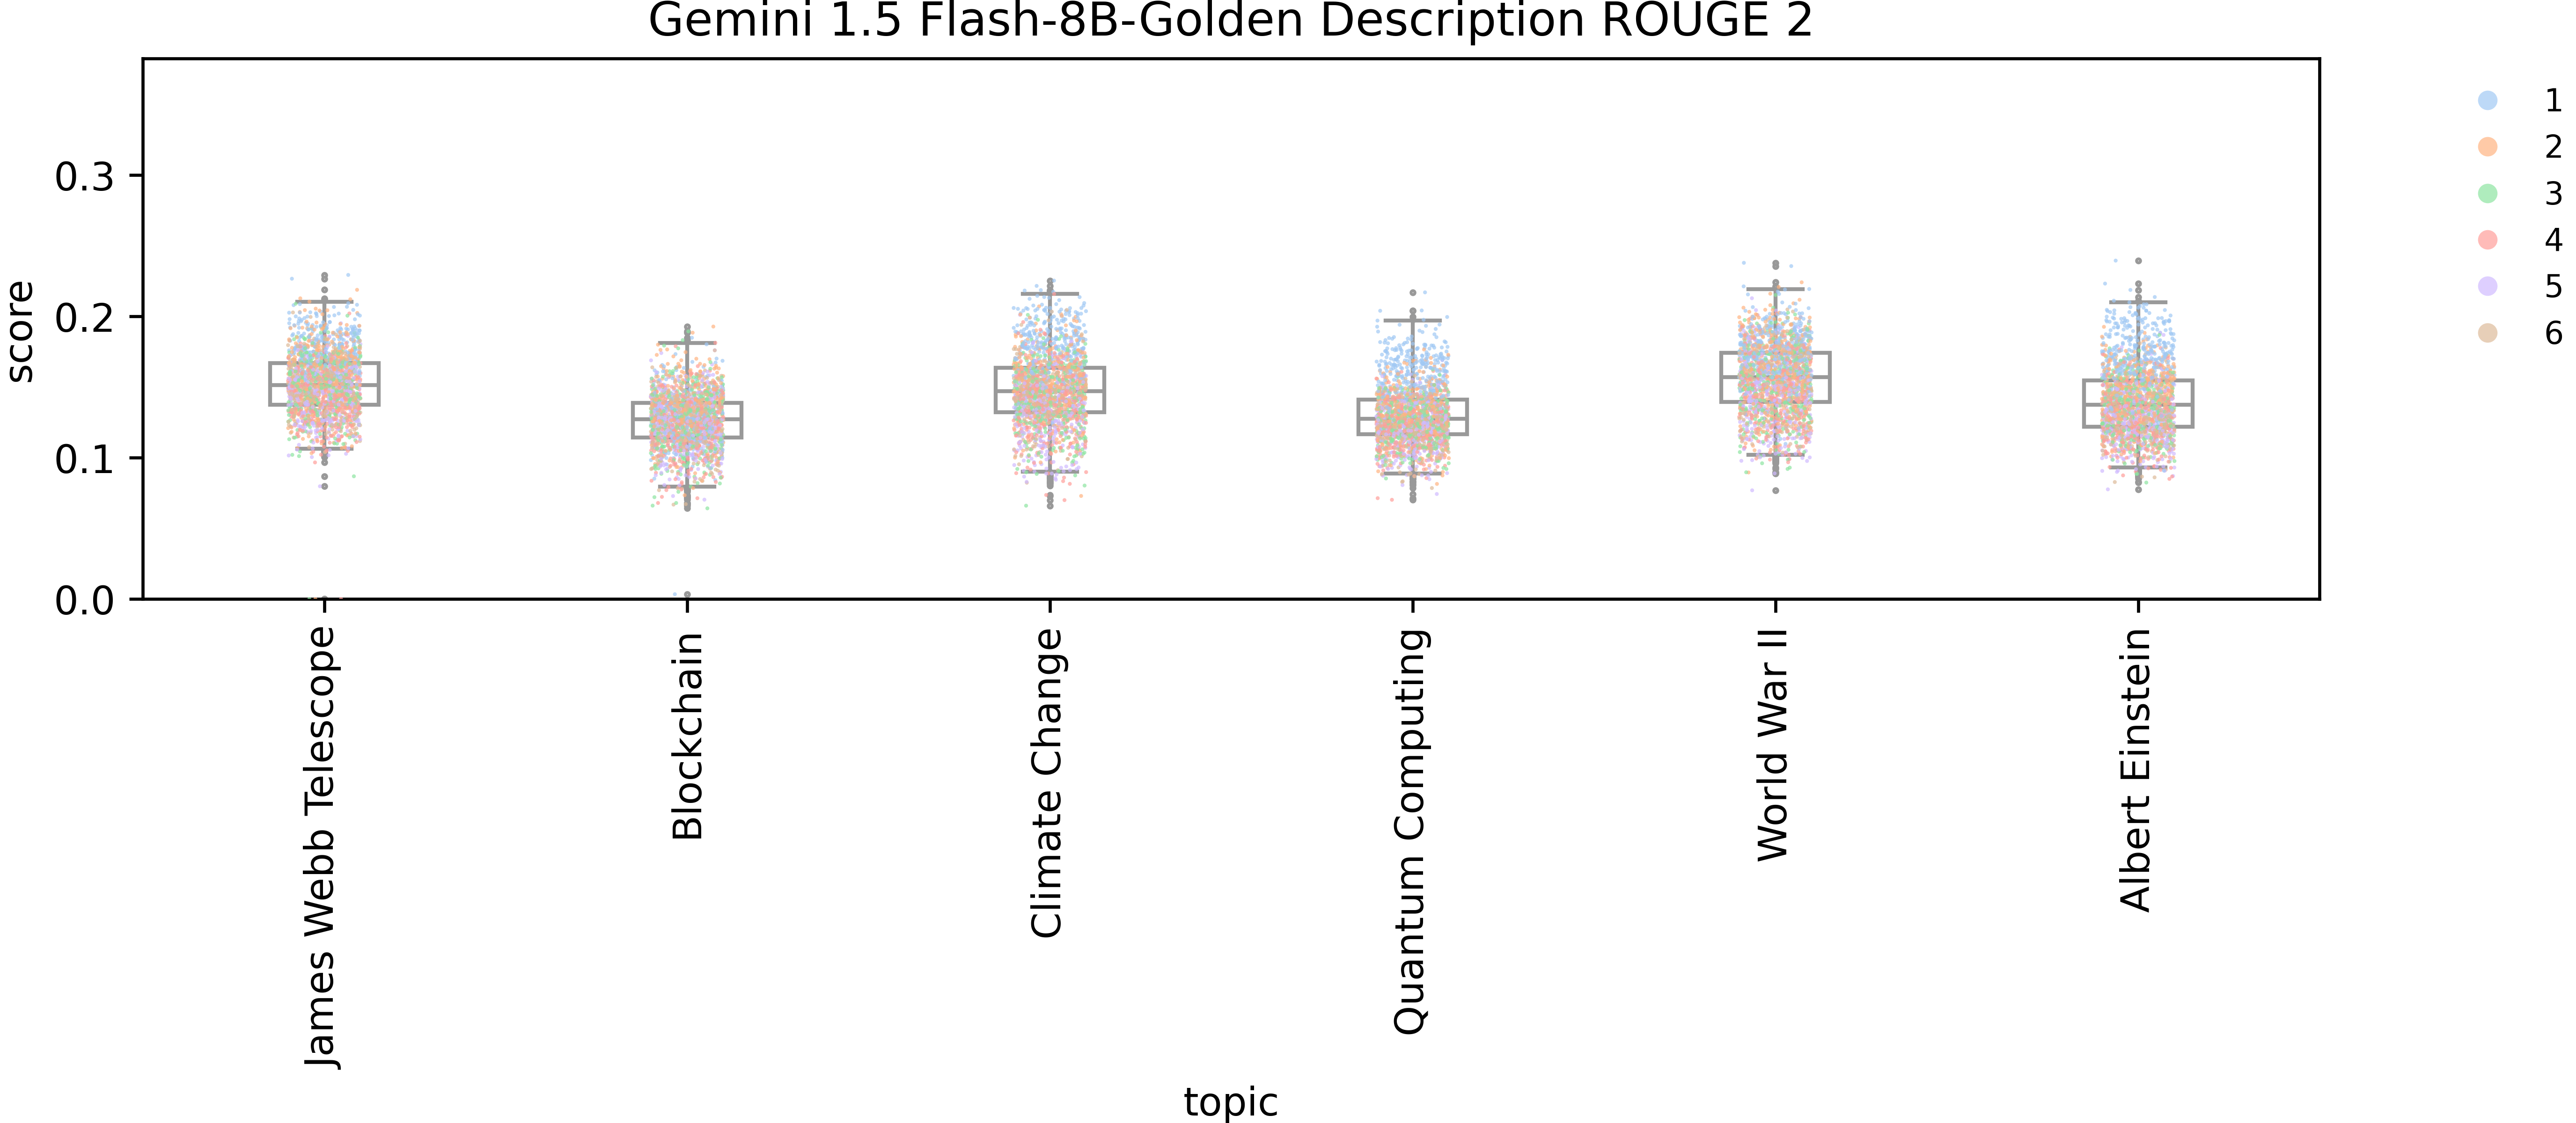 Gemini 1.5 Flash-8B-Golden Description ROUGE 2
score
0.3
0.2
0.1
0.0
James Webb Telescope
Blockchain
Climate Change
Quantum Computing
World War II
Albert Einstein
topic
1
2
3
4
5
6